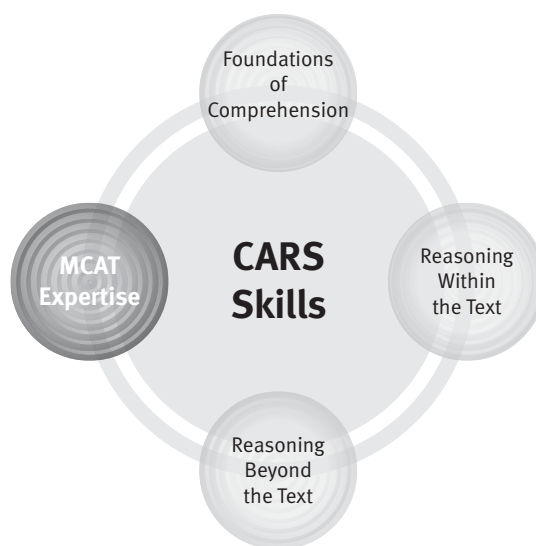 Foundations
of
Comprehension
MCAT
Expertise
CARS
Skills
Reasoning
Within
the Text
Reasoning
Beyond
the Text